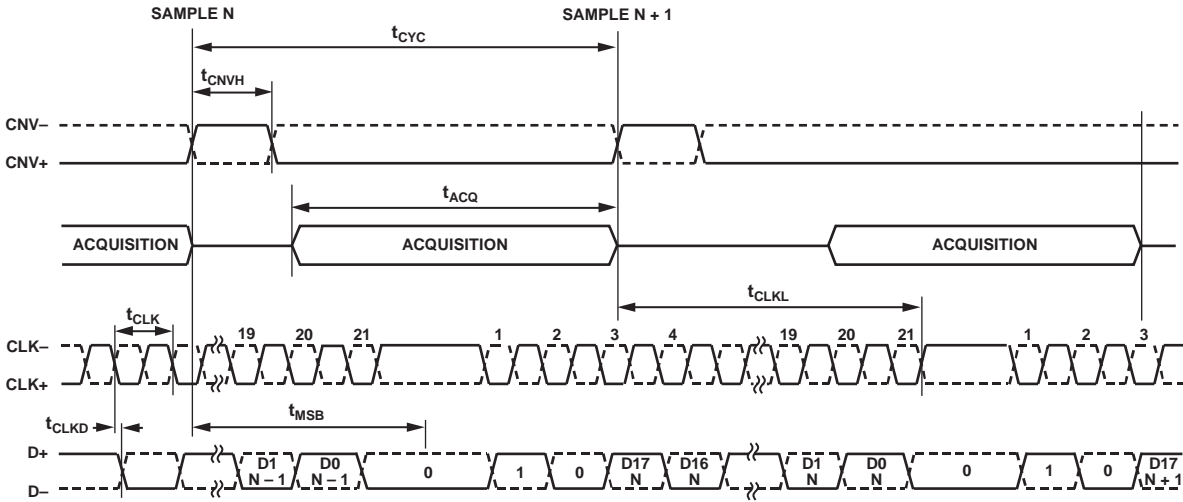 SAMPLE N SAMPLE N + 1
tCYC
tCNVH
CNV–
CNV+
tACQ
ACQUISITION ACQUISITION ACQUISITION
tCLK tCLKL
19 20 21 1 2 3 4 19 20 21 1 2 3
CLK–
CLK+
tCLKD tMSB
D+ D1 D0 0 1 0 D17 D16 D1 D0 0 1 0 D17
D– N – 1 N – 1 N N N N N + 1